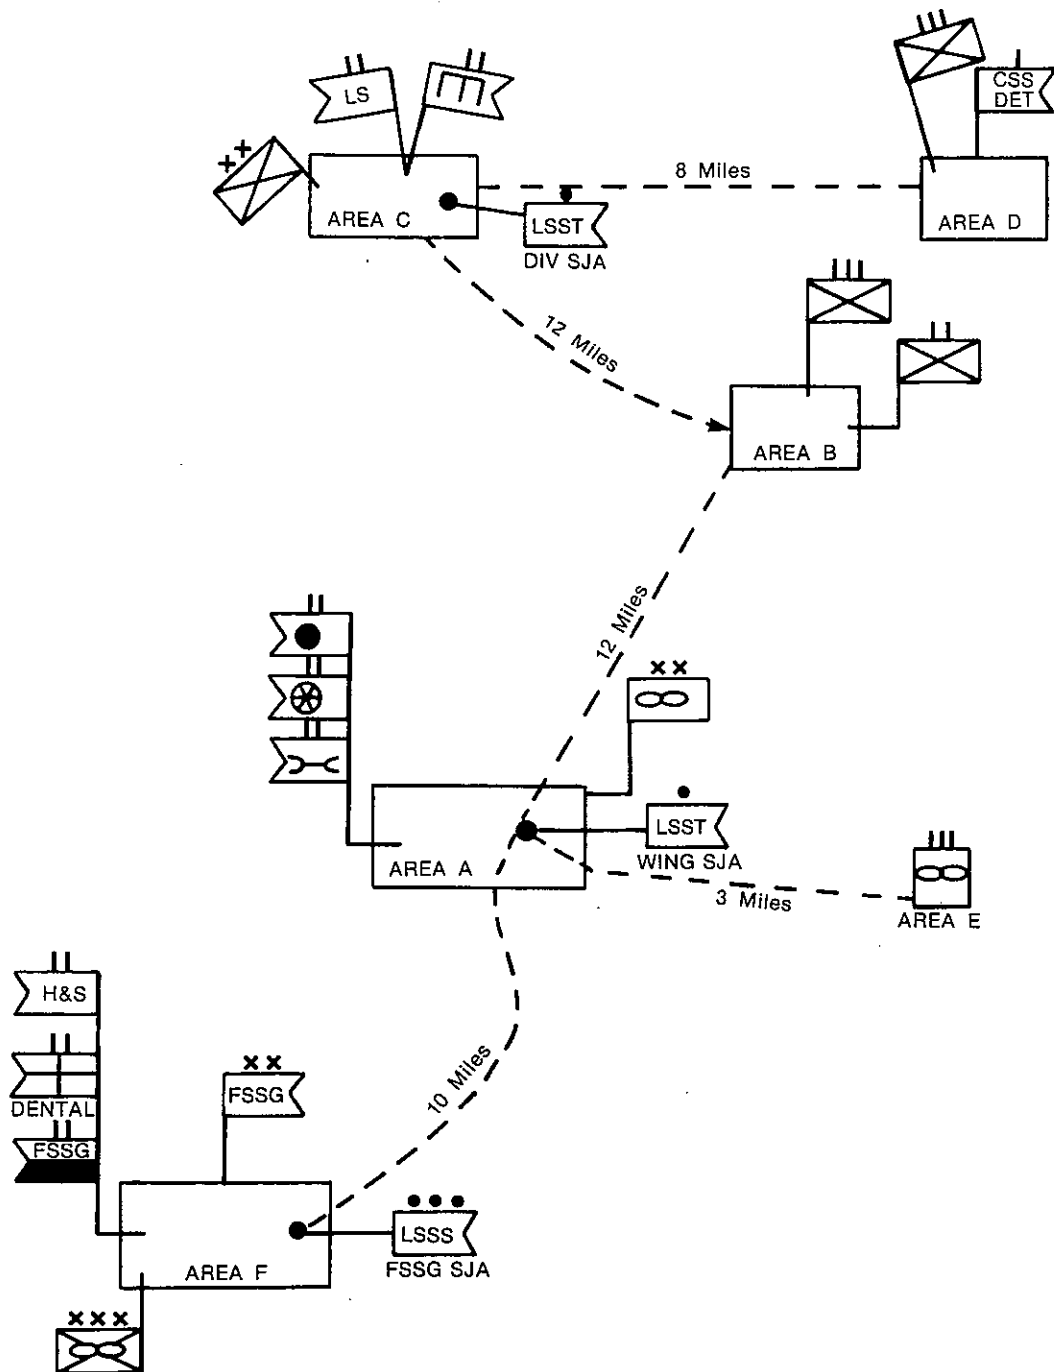 LS
CSS
DET
8 Miles
AREA C
LSST
DIV SJA
AREA D
12 Miles
AREA B
12 Miles
AREA A
LSST
WING SJA
3 Miles
AREA E
H&S
DENTAL
FSSG
FSSG
10 Miles
LSSS
FSSG SJA
AREA F